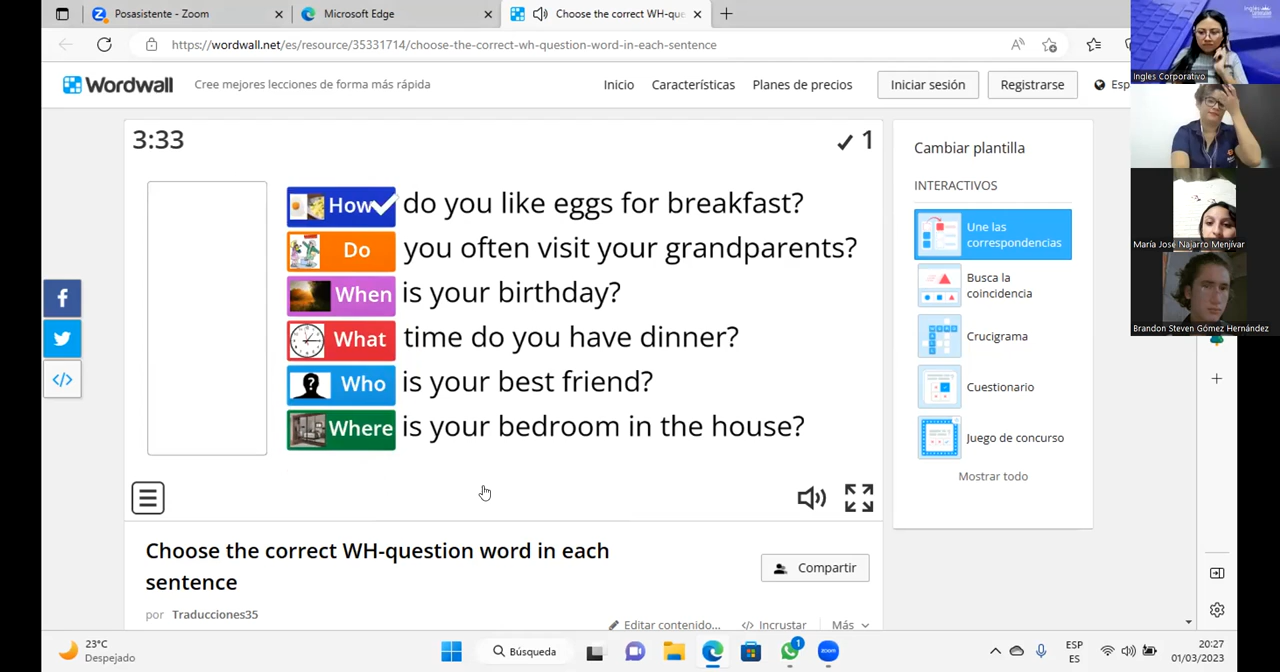 Posasistente - Zoom
Microsoft Edge
Choose the correct WH-qu
https://wordwall.net/es/resource/35331714/choose-the-correct-wh-question-word-in-each-sentence
Wordwall
Cree mejores lecciones de forma más rápida
Inicio
Características
Planes de precios
Iniciar sesión
Registrarse
Esp
Ingles Corporativo
3:33
1
How do you like eggs for breakfast?
Do you often visit your grandparents?
When is your birthday?
What time do you have dinner?
Who is your best friend?
Where is your bedroom in the house?
Cambiar plantilla
INTERACTIVOS
Une las
correspondencias
Busca la
coincidencia
Crucigrama
Cuestionario
Juego de concurso
Mostrar todo
María José Najarro Menjívar
Brandon Steven Gómez Hernández
Choose the correct WH-question word in each
sentence
por Traducciones35
Compartir
Editar contenido...
Incrustar
Más
23°C
Despejado
Búsqueda
1
zoom
ESP
ES
20:27
01/03/2023